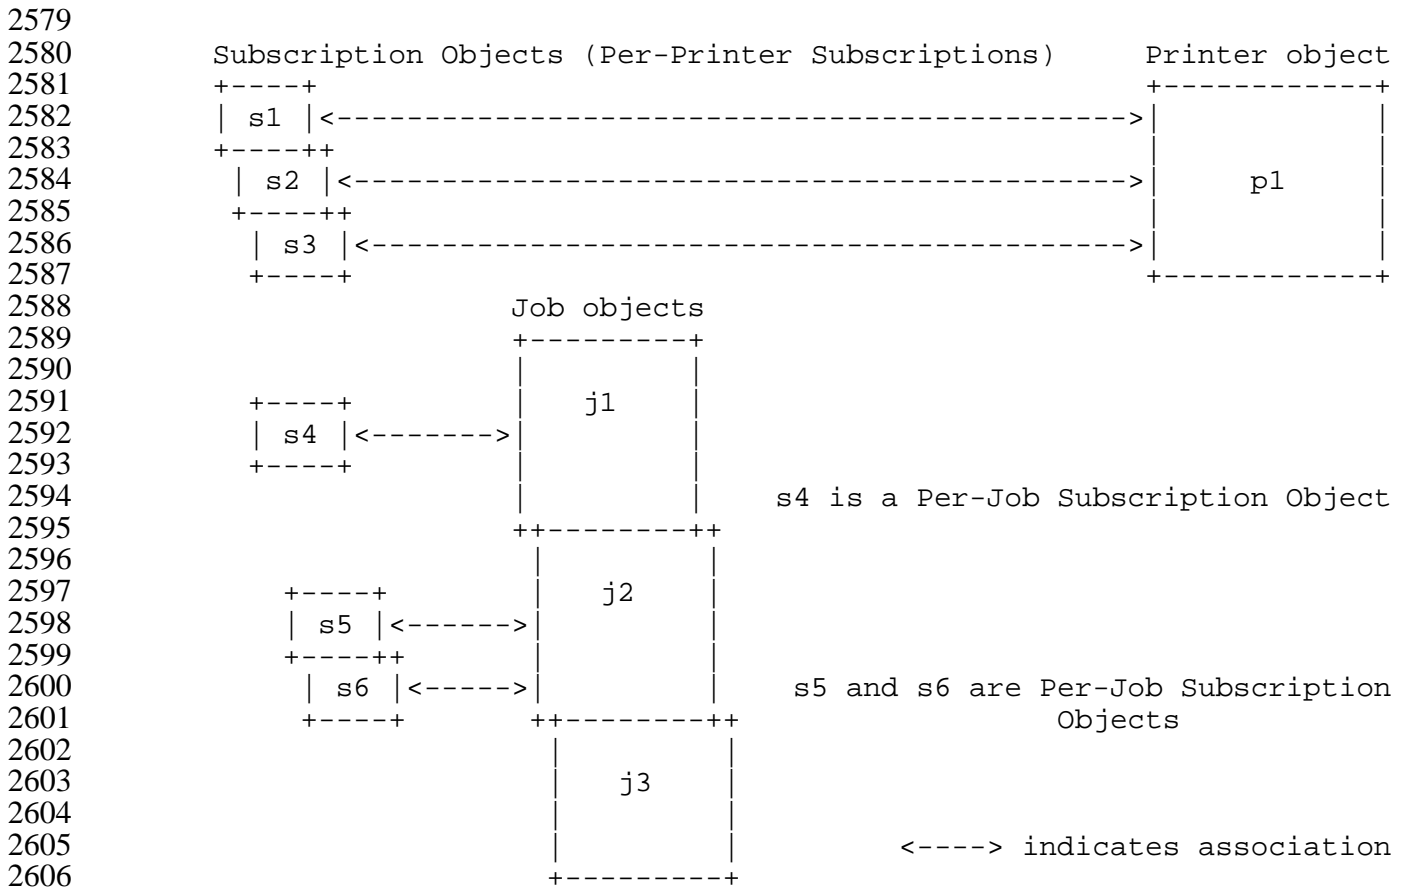 2579
2580 Subscription Objects (Per-Printer Subscriptions) Printer object
2581 +----+ +------------+
2582 | s1 |<-------------------------------------------->| |
2583 +----++ | |
2584 | s2 |<------------------------------------------->| p1 |
2585 +----++ | |
2586 | s3 |<------------------------------------------>| |
2587 +----+ +------------+
2588 Job objects
2589 +---------+
2590 | |
2591 +----+ | j1 |
2592 | s4 |<-------->| |
2593 +----+ | |
2594 | | s4 is a Per-Job Subscription Object
2595 ++--------++
2596 | |
2597 +----+ | j2 |
2598 | s5 |<------>| |
2599 +----++ | |
2600 | s6 |<----->| | s5 and s6 are Per-Job Subscription
2601 +----+ ++--------++ Objects
2602 | |
2603 | j3 |
2604 | |
2605 | | <----> indicates association
2606 +---------+